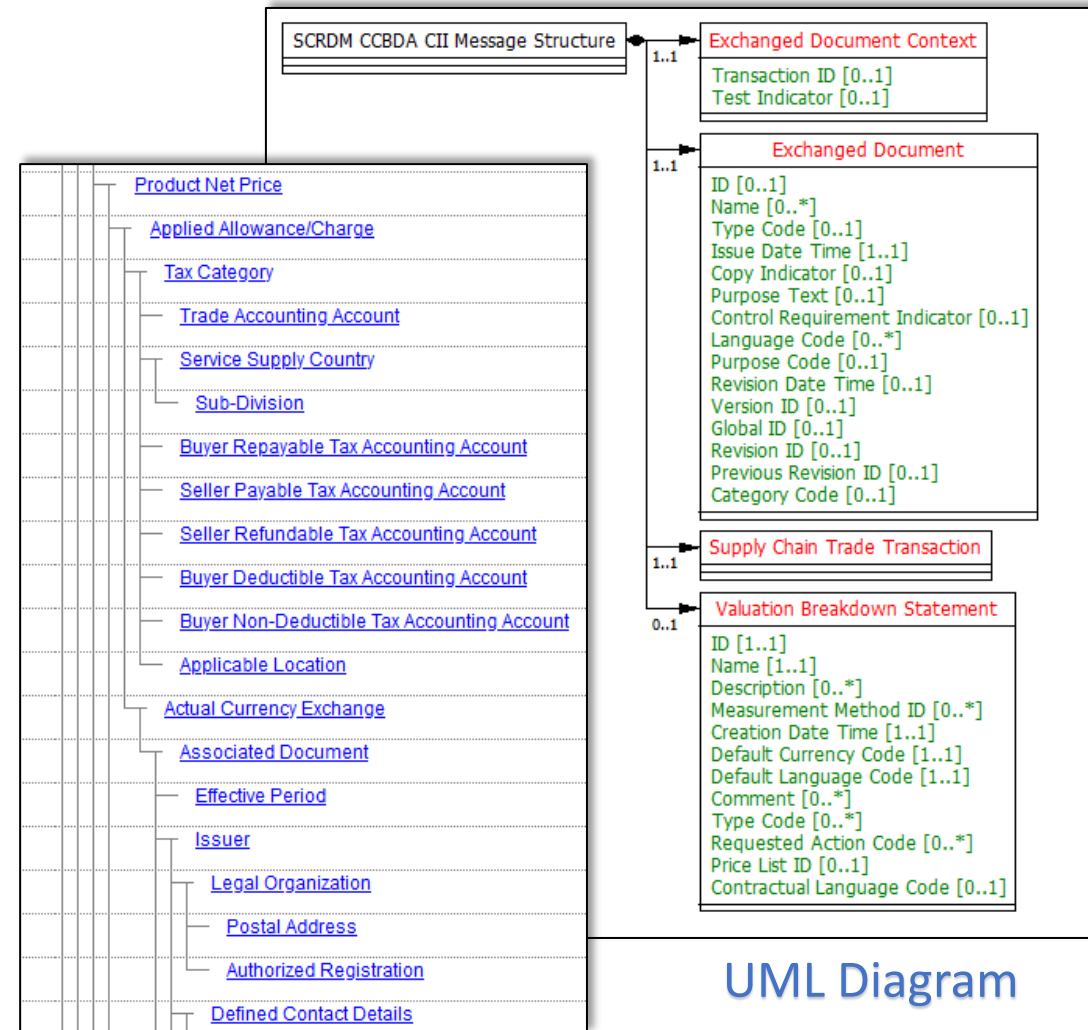 SCRDM CCBDA CII Message Structure
1..1
Exchanged Document Context
Transaction ID [0..1]
Test Indicator [0..1]
1..1
Exchanged Document
ID [0..1]
Name [0..*]
Type Code [0..1]
Issue Date Time [1..1]
Copy Indicator [0..1]
Purpose Text [0..1]
Control Requirement Indicator [0..1]
Language Code [0..*]
Purpose Code [0..1]
Revision Date Time [0..1]
Version ID [0..1]
Global ID [0..1]
Revision ID [0..1]
Previous Revision ID [0..1]
Category Code [0..1]
1..1
Supply Chain Trade Transaction
0..1
Valuation Breakdown Statement
ID [1..1]
Name [1..1]
Description [0..*]
Measurement Method ID [0..*]
Creation Date Time [1..1]
Default Currency Code [1..1]
Default Language Code [1..1]
Comment [0..*]
Type Code [0..*]
Requested Action Code [0..*]
Price List ID [0..1]
Contractual Language Code [0..1]
Product Net Price
Applied Allowance/Charge
Tax Category
Trade Accounting Account
Service Supply Country
Sub-Division
Buyer Repayable Tax Accounting Account
Seller Payable Tax Accounting Account
Seller Refundable Tax Accounting Account
Buyer Deductible Tax Accounting Account
Buyer Non-Deductible Tax Accounting Account
Applicable Location
Actual Currency Exchange
Associated Document
Effective Period
Issuer
Legal Organization
Postal Address
Authorized Registration
Defined Contact Details
UML Diagram